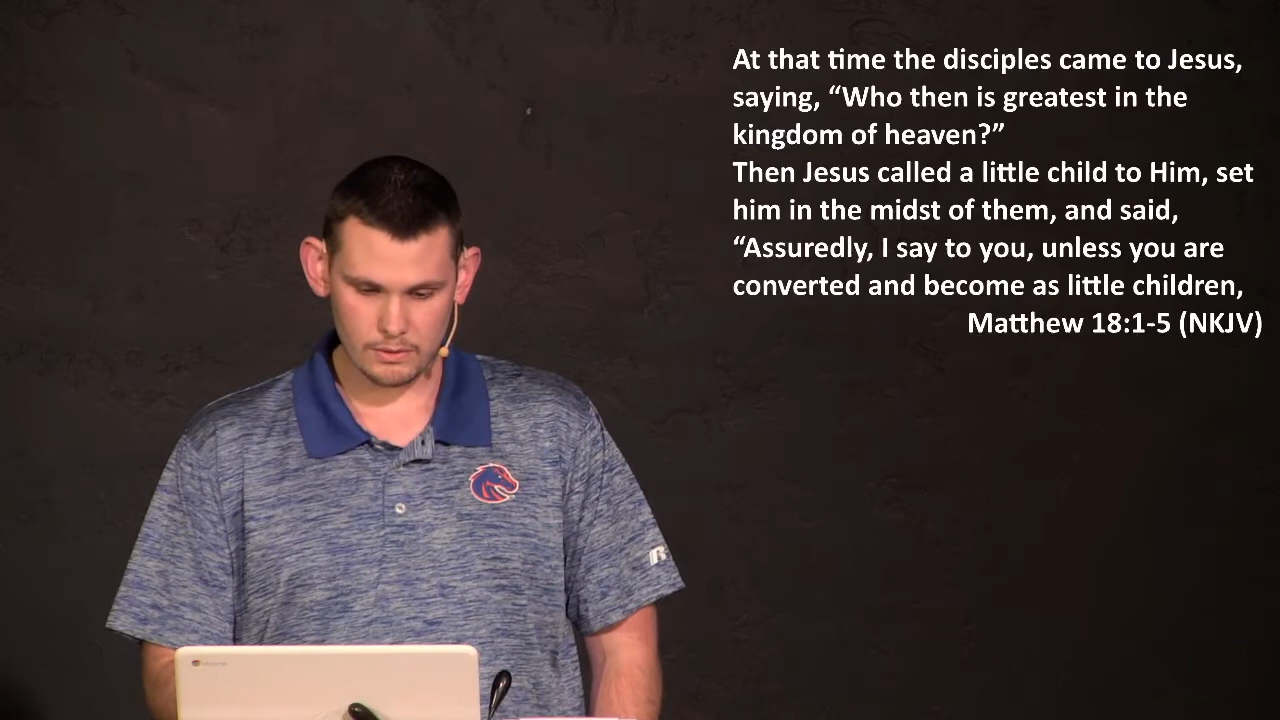 At that time the disciples came to Jesus,
saying, “Who then is greatest in the
kingdom of heaven?”
Then Jesus called a little child to Him, set
him in the midst of them, and said,
“Assuredly, I say to you, unless you are
converted and become as little children,
Matthew 18:1-5 (NKJV)